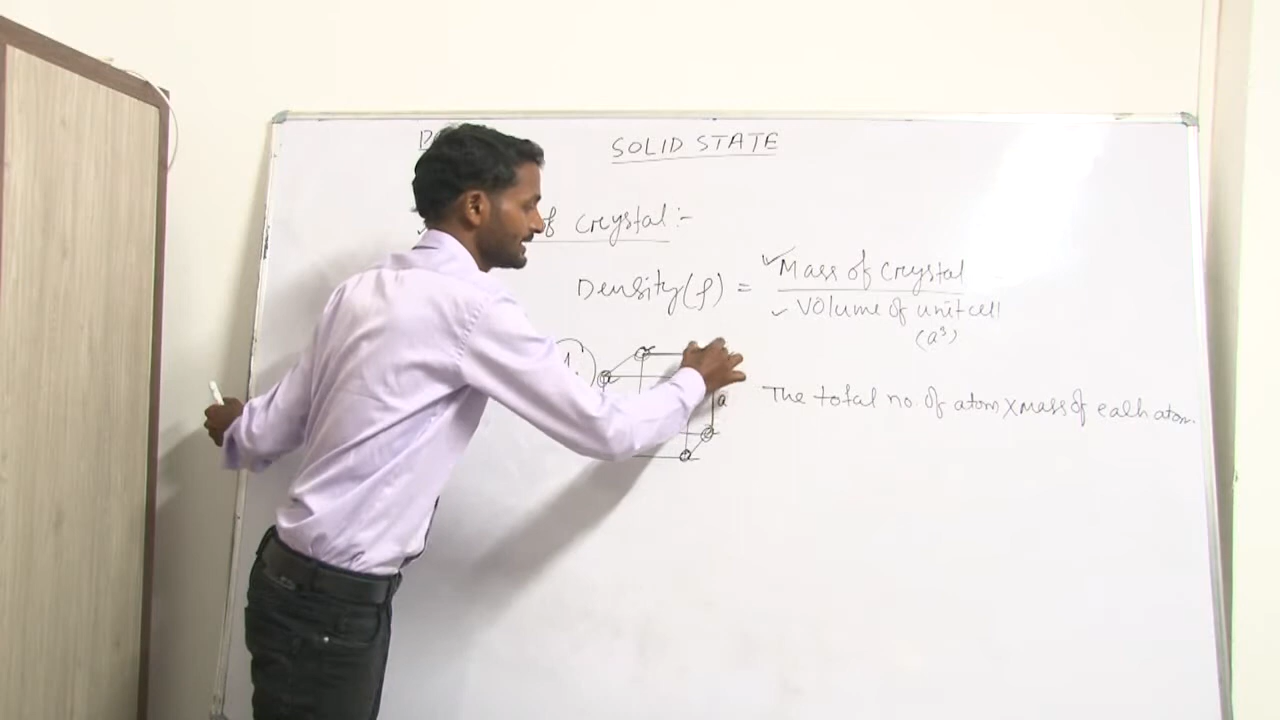 SOLID STATE
of crystal:-
Density(ρ) = Mass of crystal
Volume of unit cell
(a³)
1.
a
The total no. of atom X mass of each atom.